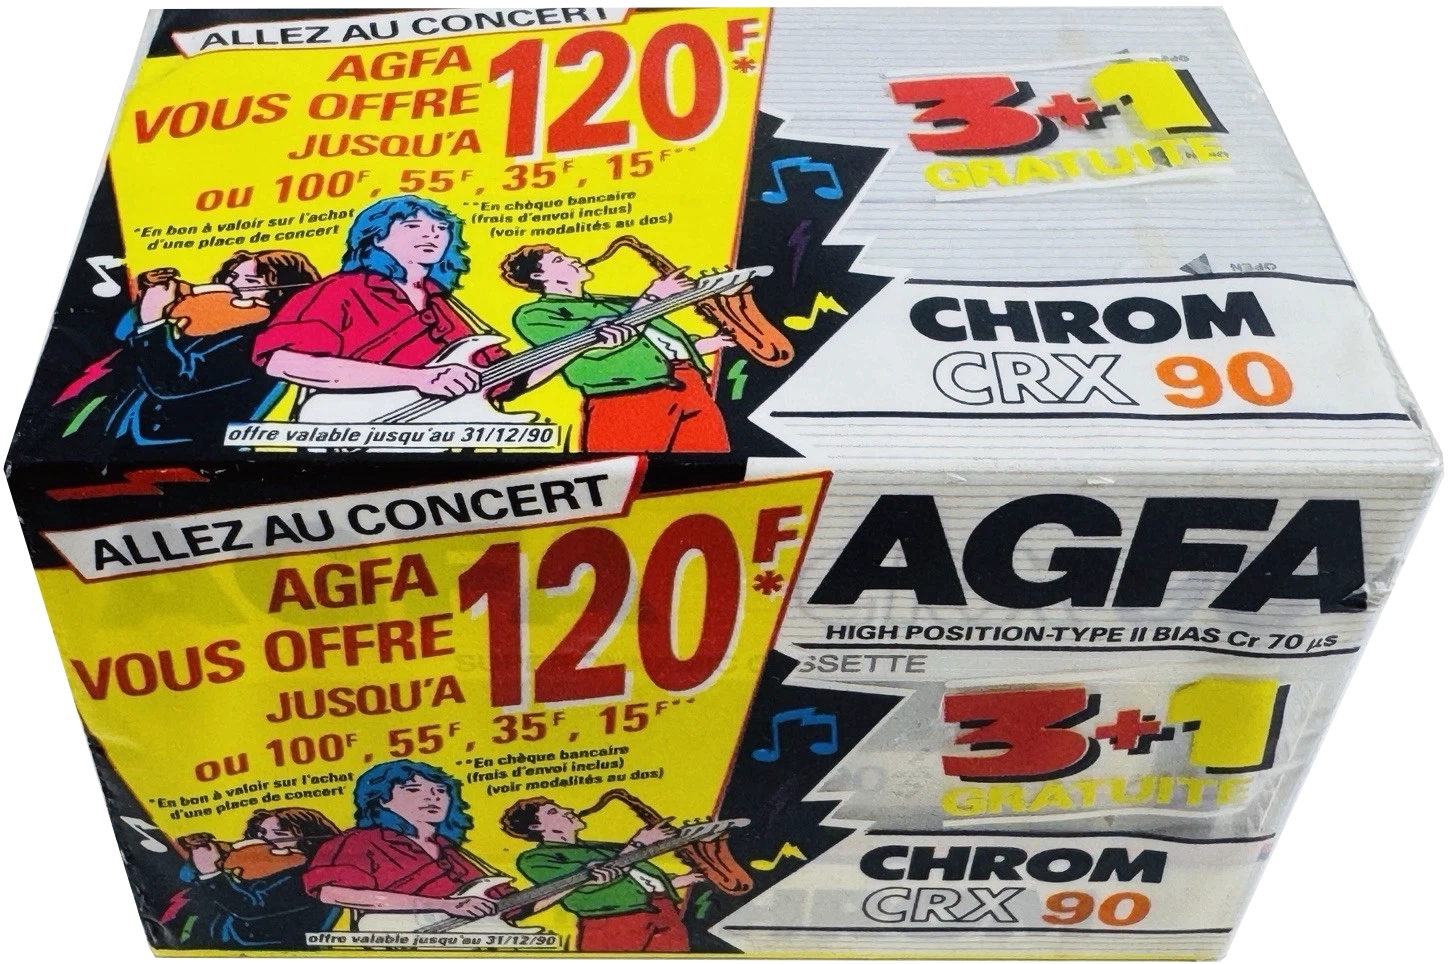 ALLEZ AU CONCERT
AGFA
VOUS OFFRE
JUSQU'A
120F*
ou 100F, 55F, 35F, 15F**
*En bon à valoir sur l'achat
d'une place de concert
**En chèque bancaire
(frais d'envoi inclus)
(voir modalités au dos)
offre valable jusqu'au 31/12/90
OPEN
3+1
GRATUITE
OPEN
CHROM
CRX 90
ALLEZ AU CONCERT
AGFA
VOUS OFFRE
JUSQU'A
120F*
ou 100F, 55F, 35F, 15F**
*En bon à valoir sur l'achat
d'une place de concert
**En chèque bancaire
(frais d'envoi inclus)
(voir modalités au dos)
offre valable jusqu'au 31/12/90
AGFA
HIGH POSITION-TYPE II BIAS Cr 70 µs
SSETTE
3+1
GRATUITE
CHROM
CRX 90